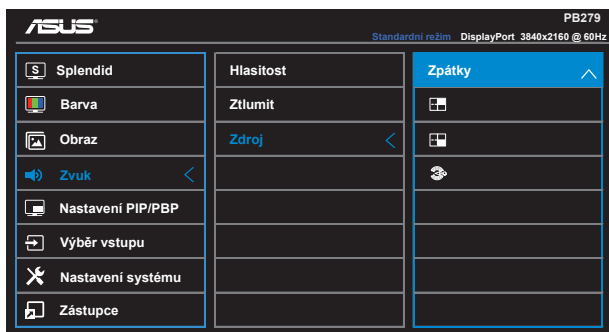 ASUS
PB279
Standardní režim DisplayPort 3840x2160 @ 60Hz
S Splendid
Barva
Obraz
Zvuk
Nastavení PIP/PBP
Výběr vstupu
Nastavení systému
Zástupce
Hlasitost
Ztlumit
Zdroj
Zpátky